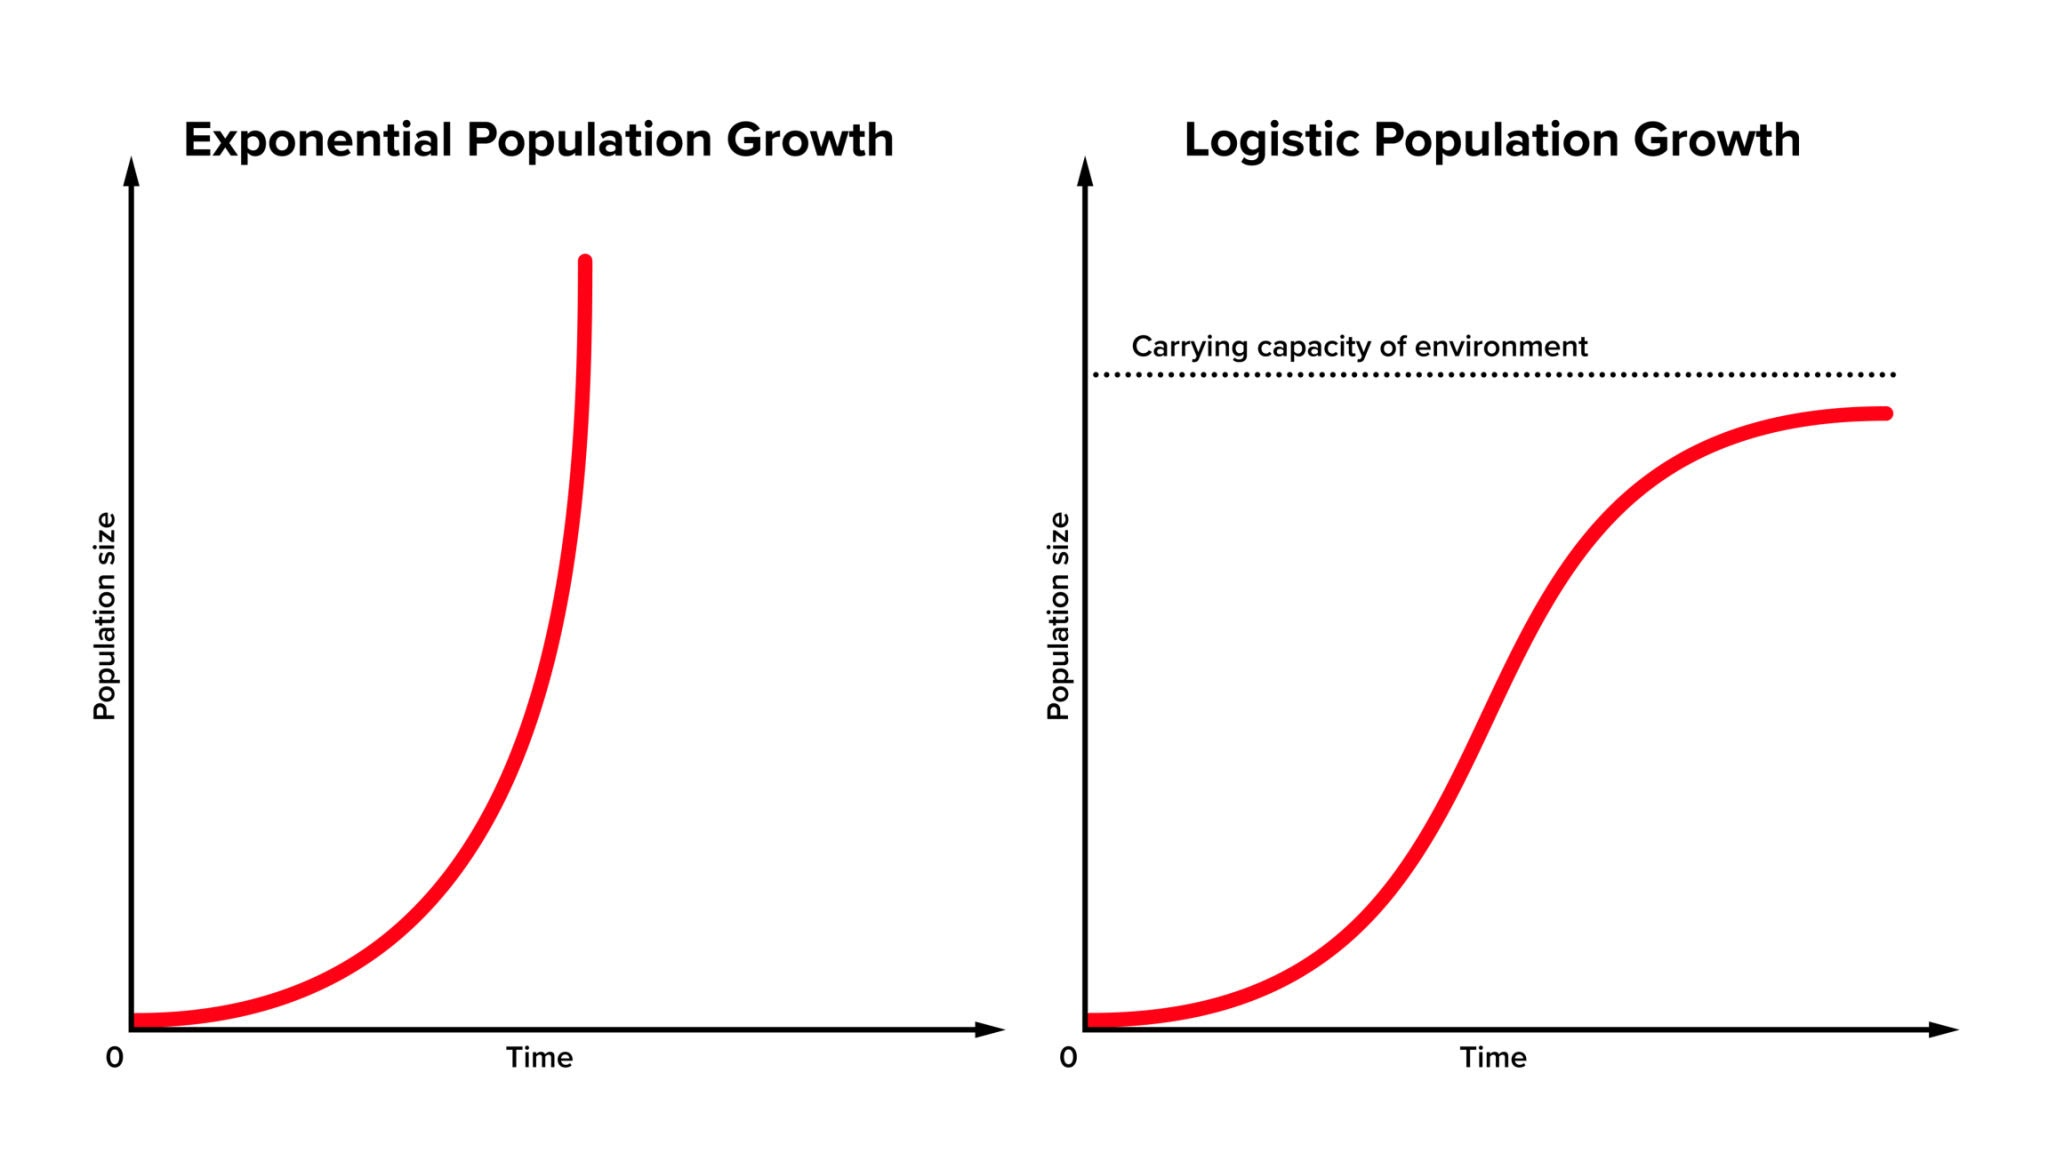 Exponential Population Growth
Population size
0
Time
Logistic Population Growth
Carrying capacity of environment
Population size
0
Time